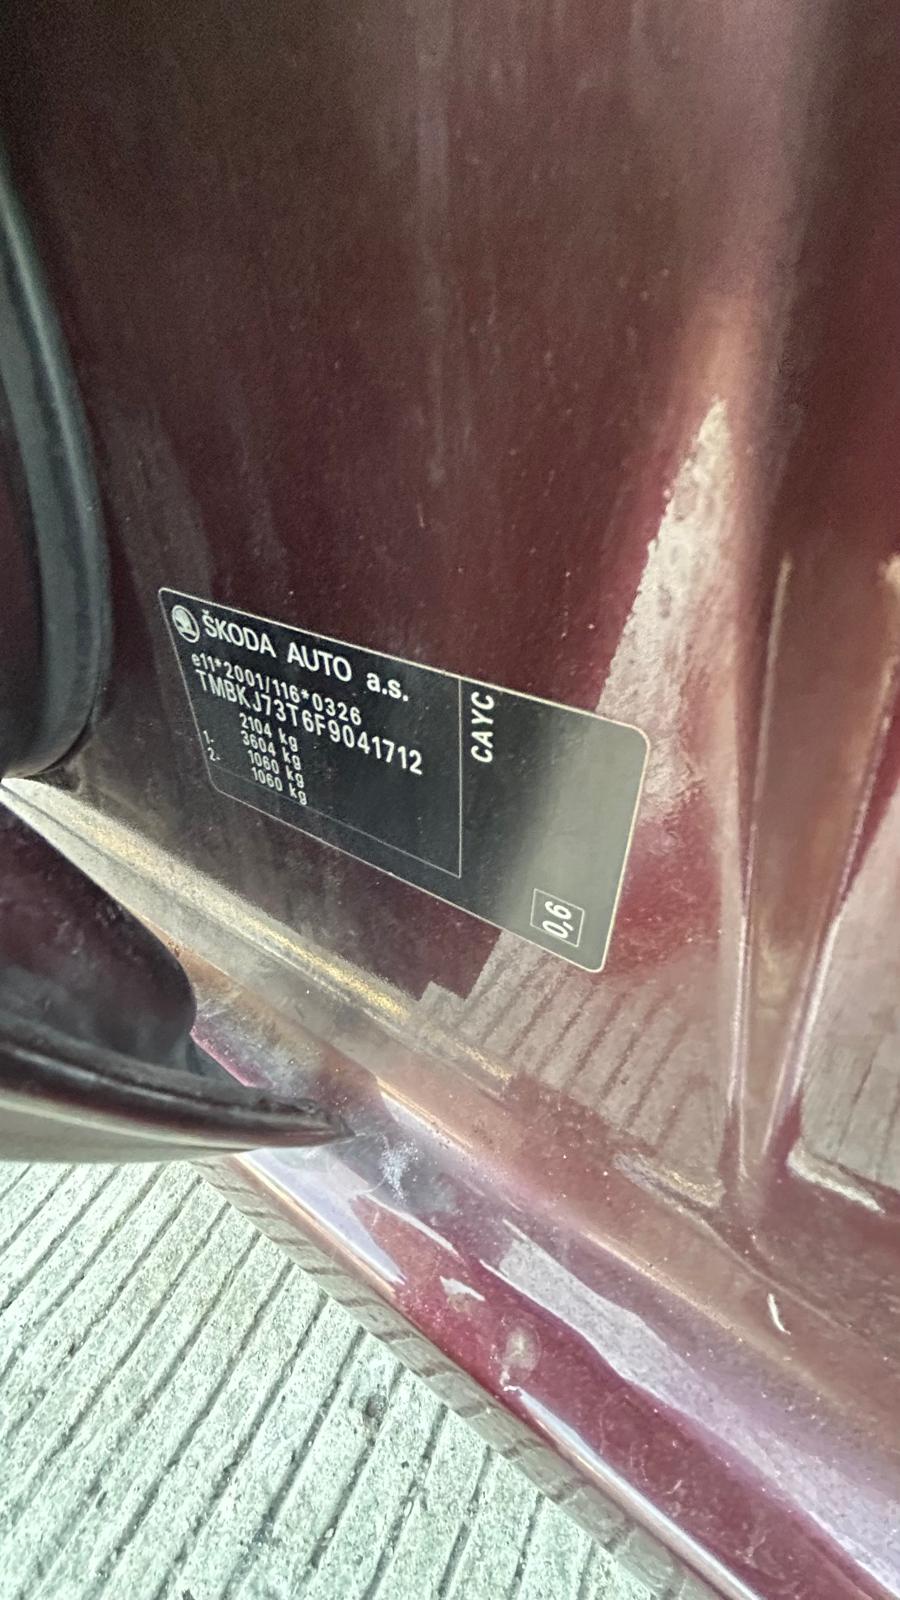 ŠKODA AUTO a.s.
e11*2001/116*0326
TMBKJ73T6F9041712
2104 kg
3604 kg
1. 1060 kg
2. 1060 kg
CAYC
0,6